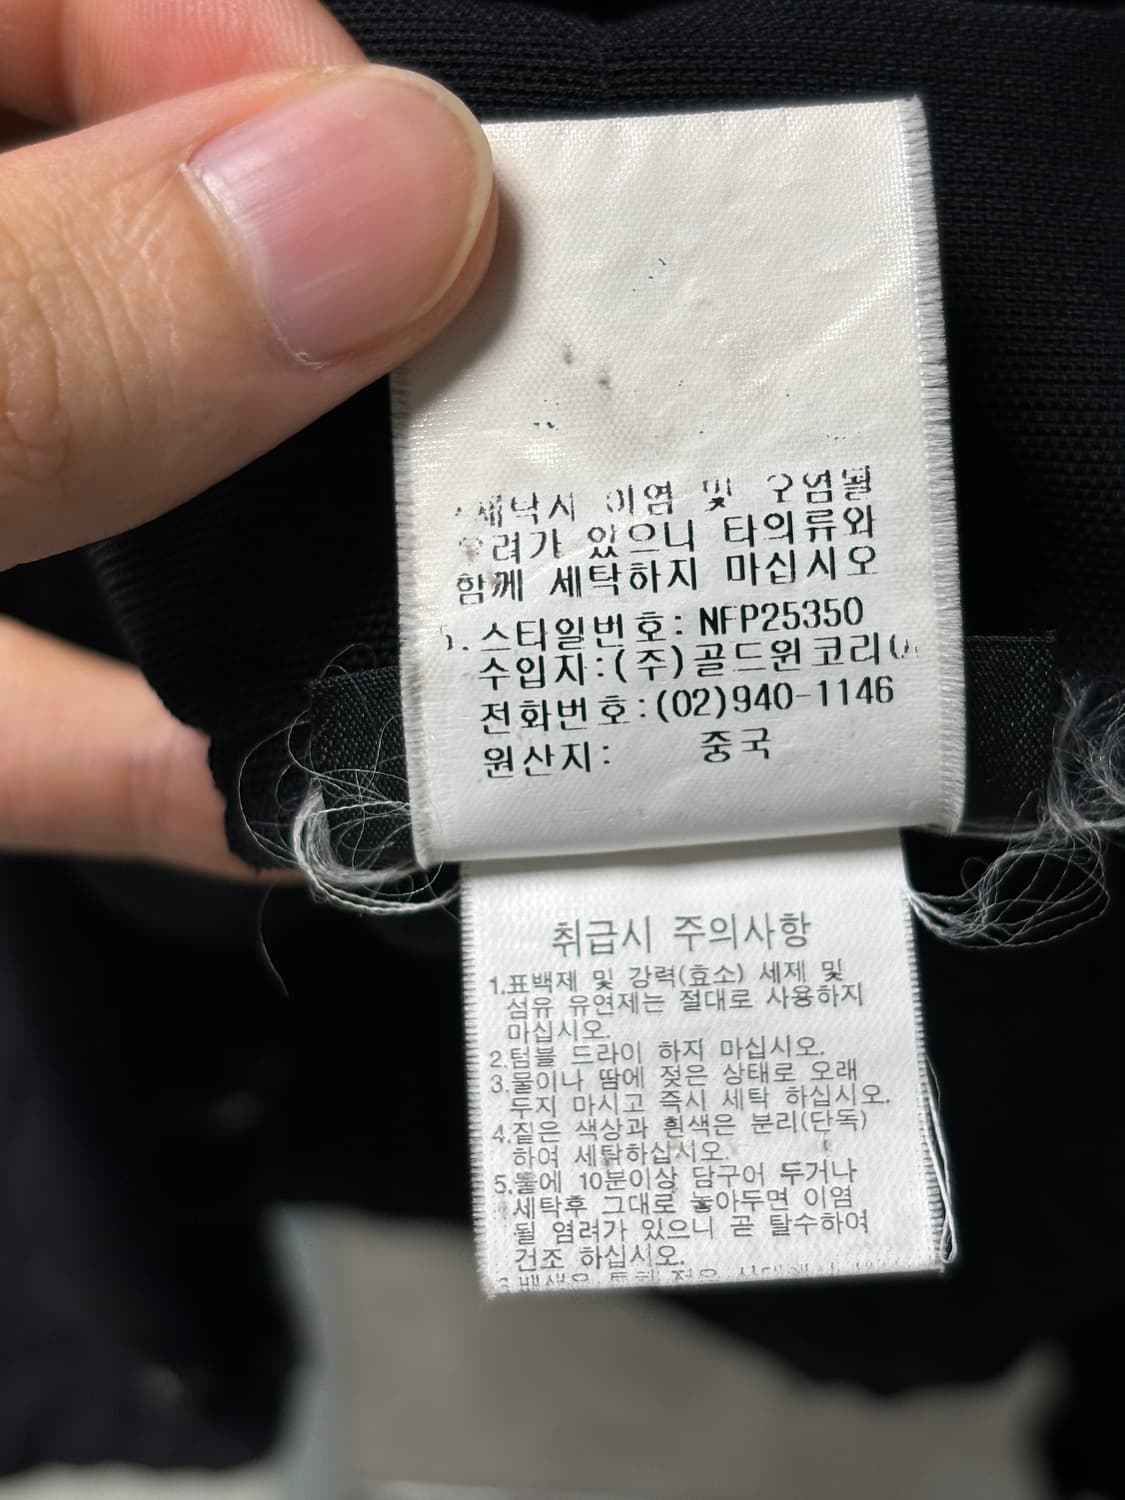 이염 및 오염될
려가 있으니 타의류와
함께 세탁하지 마십시오
5. 스타일번호: NFP25350
수입자:(주)골드윈코리아
전화번호:(02)940-1146
원산지: 중국
취급시 주의사항
1.표백제 및 강력(효소) 세제 및
섬유 유연제는 절대로 사용하지
마십시오.
2.텀블 드라이 하지 마십시오.
3.물이나 땀에 젖은 상태로 오래
두지 마시고 즉시 세탁 하십시오.
4.짙은 색상과 흰색은 분리(단독)
하여 세탁하십시오.
5.물에 10분이상 담구어 두거나
세탁후 그대로 놓아두면 이염
될 염려가 있으니 곧 탈수하여
건조 하십시오.